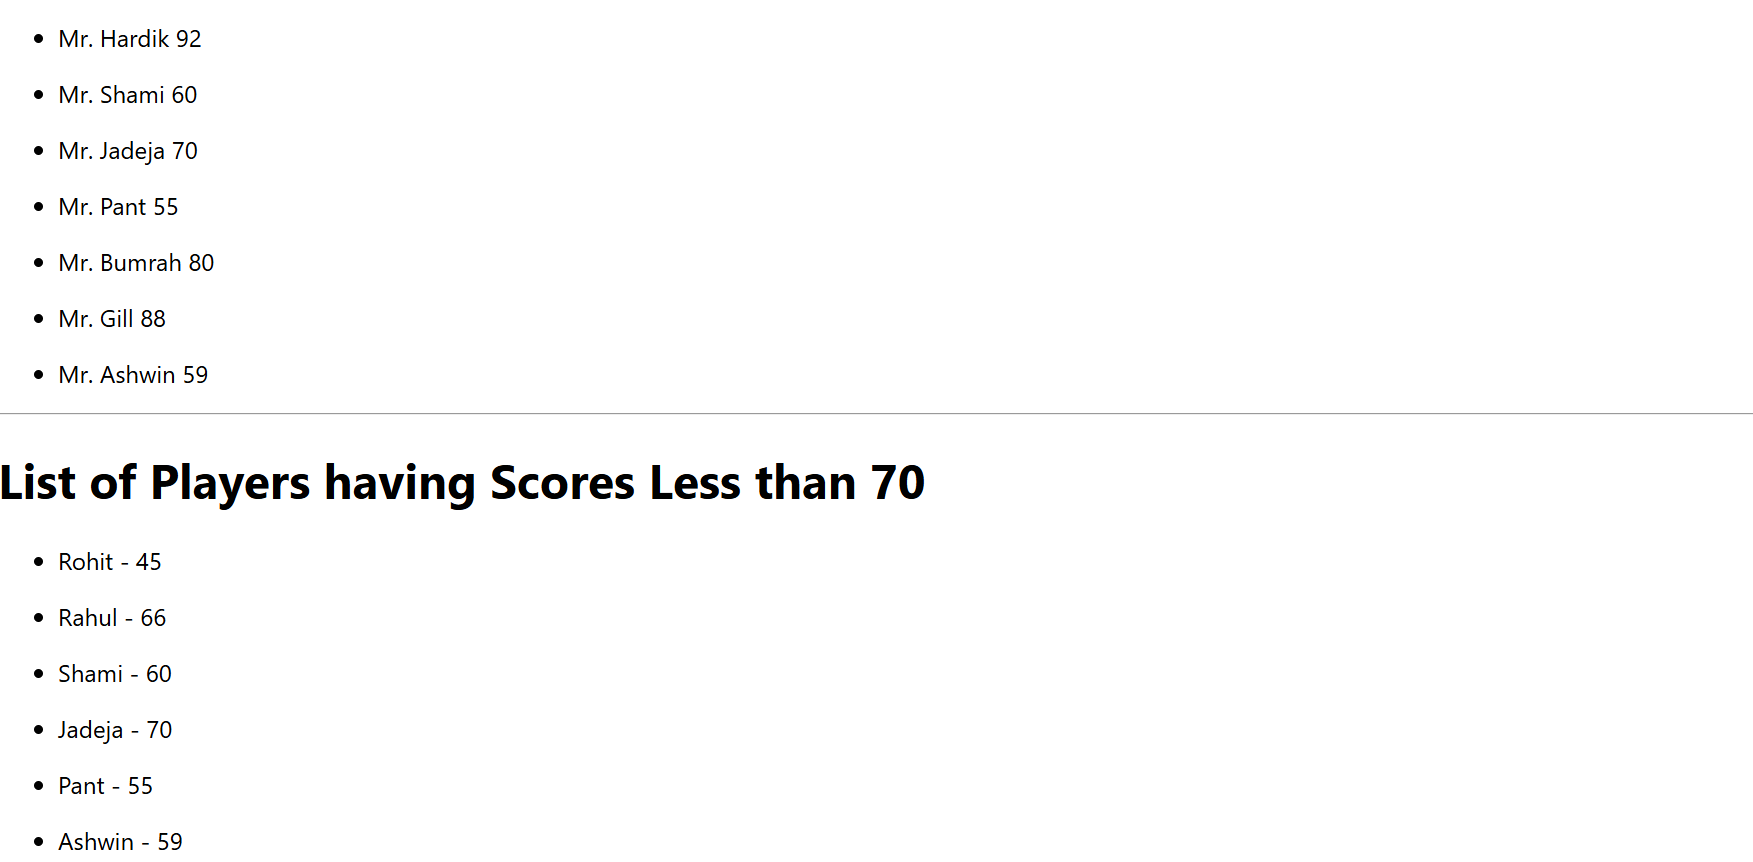 Mr. Hardik 92
Mr. Shami 60
Mr. Jadeja 70
Mr. Pant 55
Mr. Bumrah 80
Mr. Gill 88
Mr. Ashwin 59
List of Players having Scores Less than 70
Rohit - 45
Rahul - 66
Shami - 60
Jadeja - 70
Pant - 55
Ashwin - 59